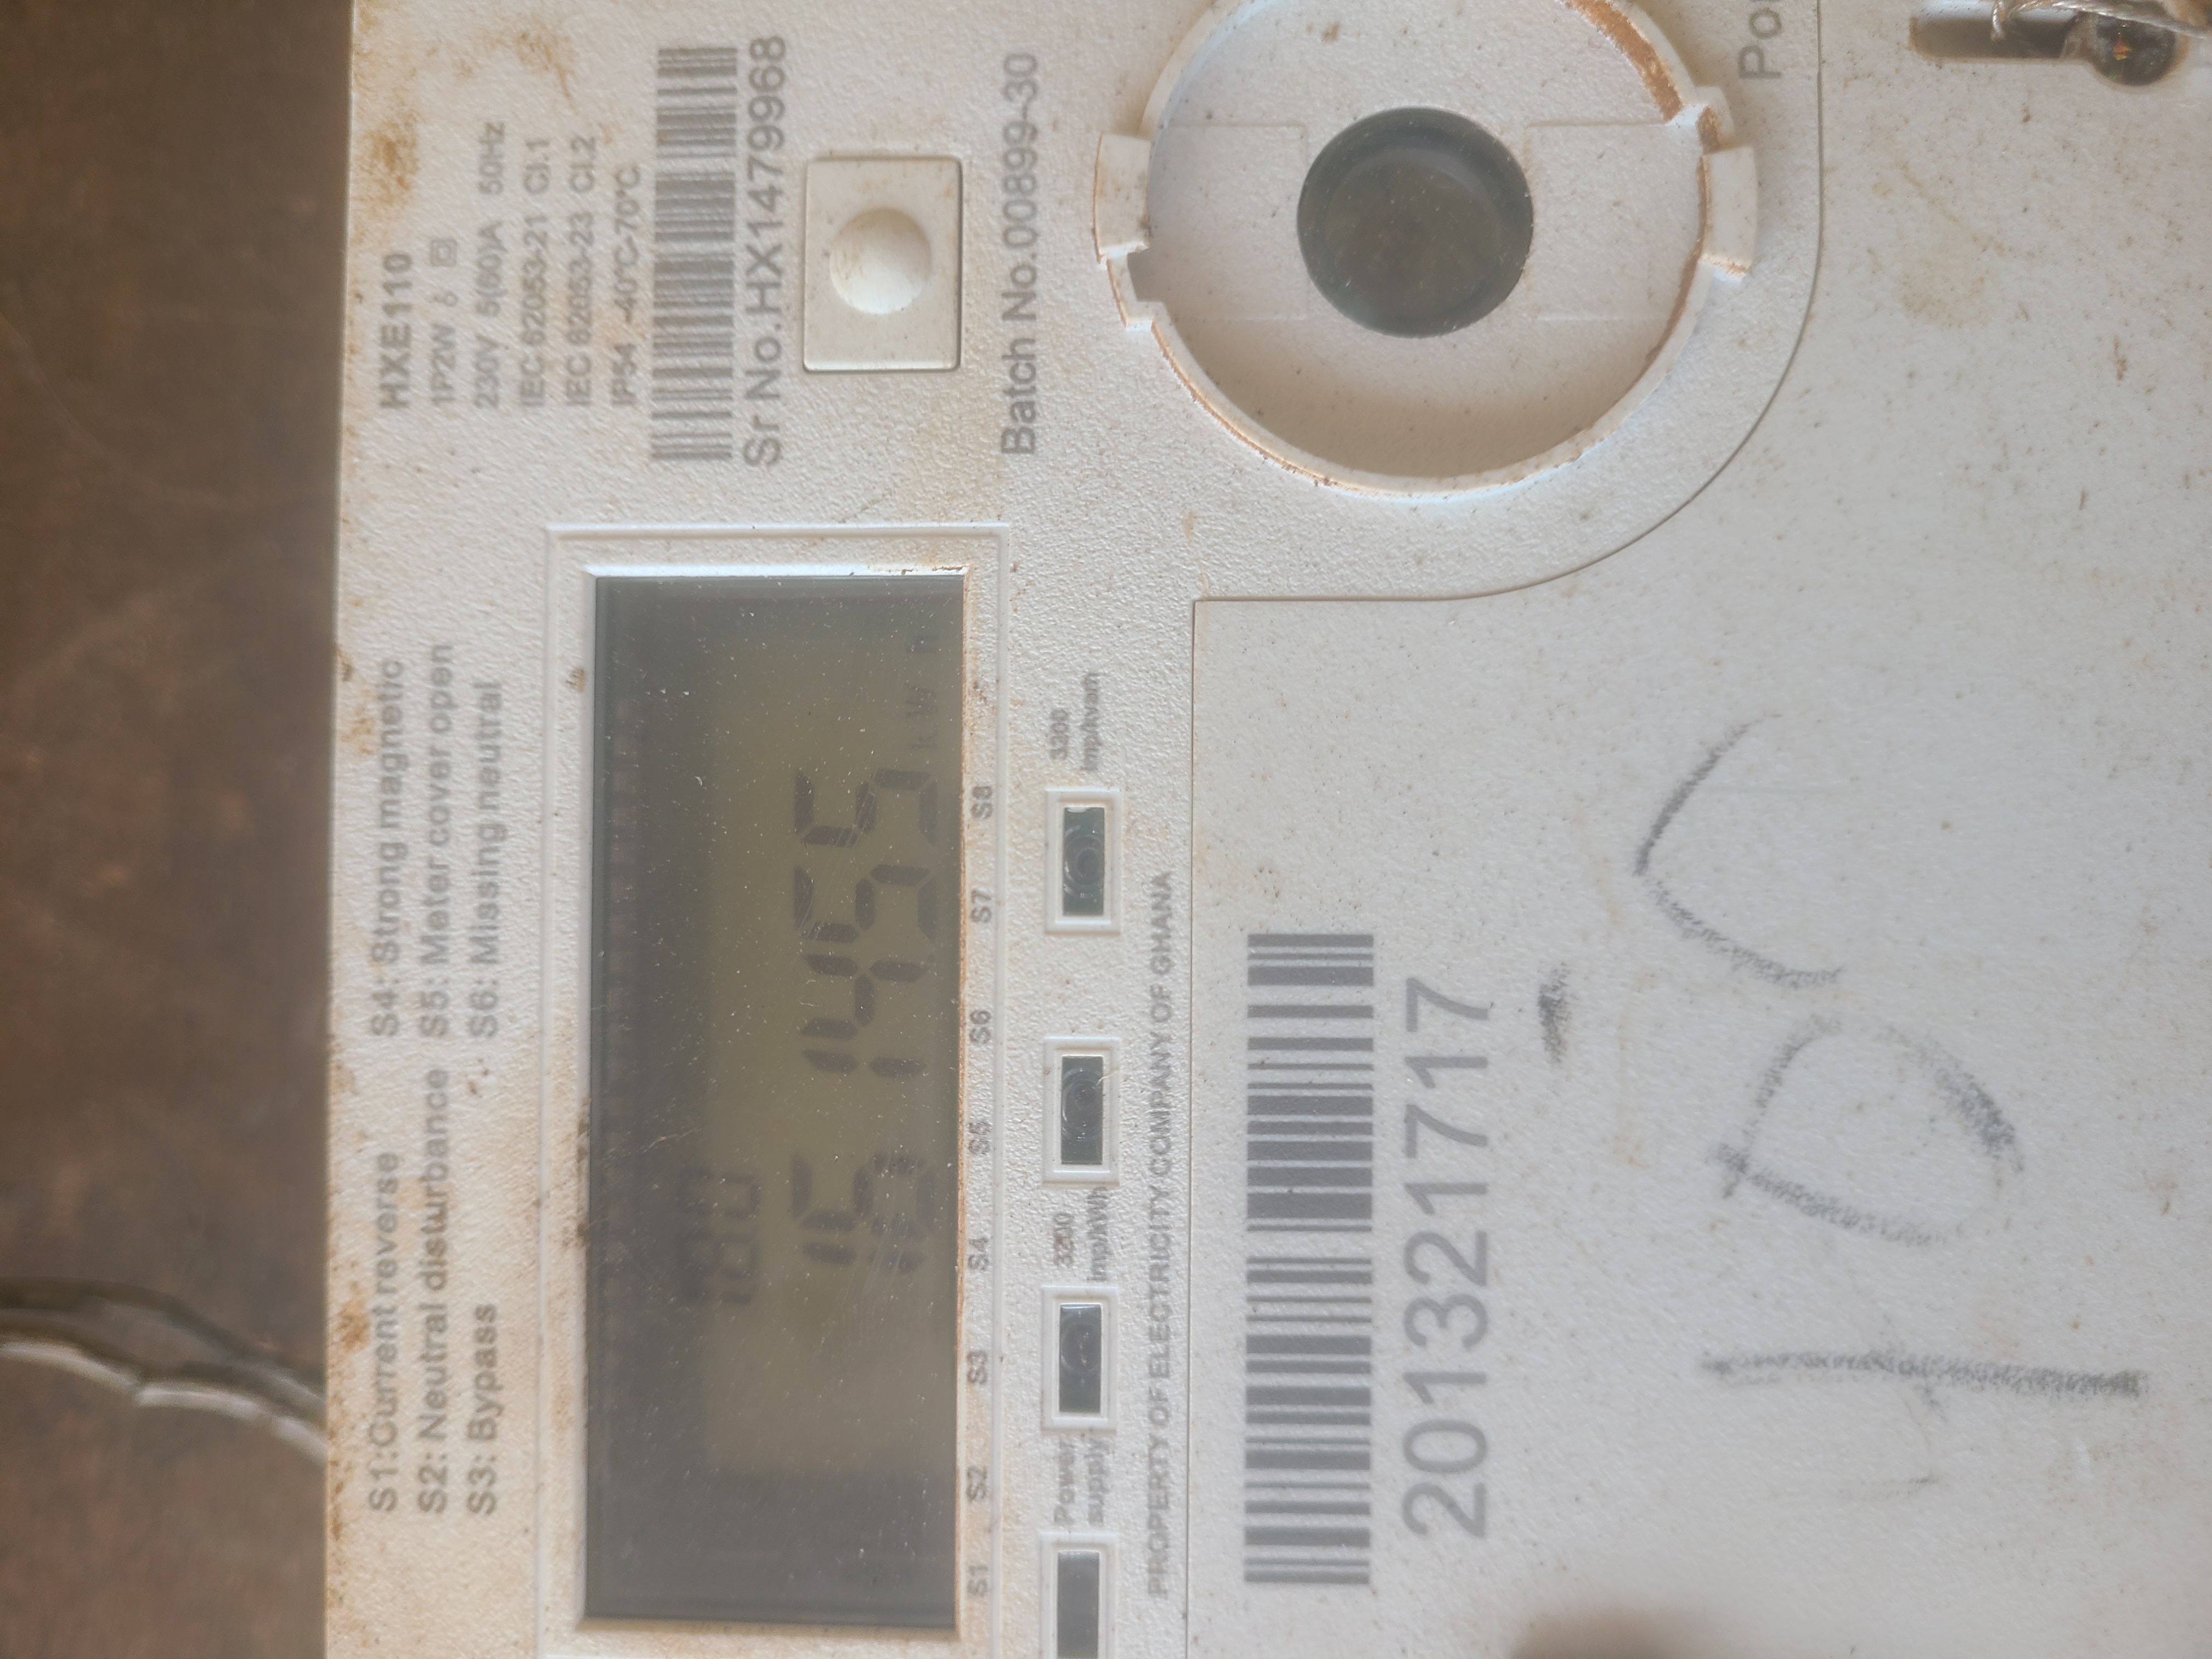 S1:Current reverse S4: Strong magnetic
S2: Neutral disturbance S5: Meter cover open
S3: Bypass S6: Missing neutral
HXE110
1P2W
230V 5(60)A 50Hz
IEC 62053-21 Cl.1
IEC 62053-23 Cl.2
IP54 -40°C-70°C
Sr No.HX1479968
180
161455
kWh
S1 S2 S3 S4 S5 S6 S7 S8
Batch No.00899-30
Power supply
3200 imp/kWh
3200 imp/kvarh
PROPERTY OF ELECTRICITY COMPANY OF GHANA
201321717